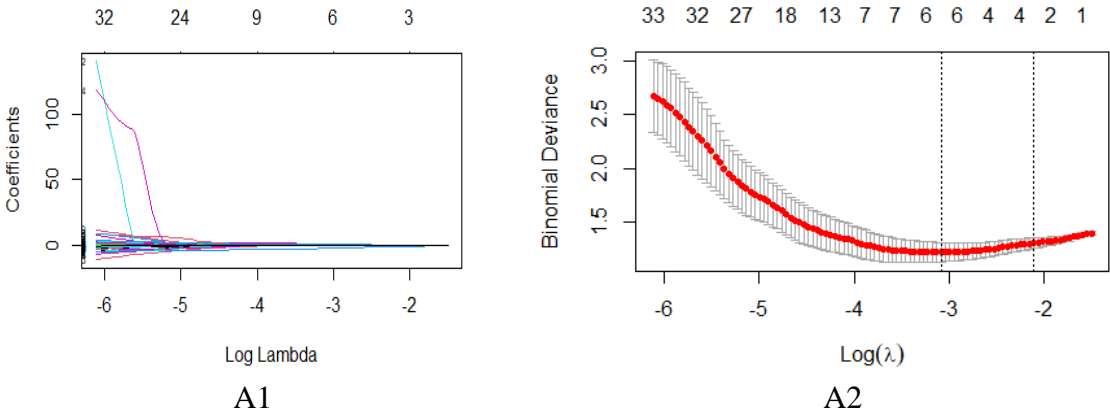 32 24 9 6 3
Coefficients
100
50
0
-6 -5 -4 -3 -2
Log Lambda
A1
33 32 27 18 13 7 7 6 6 4 4 2 1
Binomial Deviance
3.0
2.5
2.0
1.5
-6 -5 -4 -3 -2
Log(λ)
A2